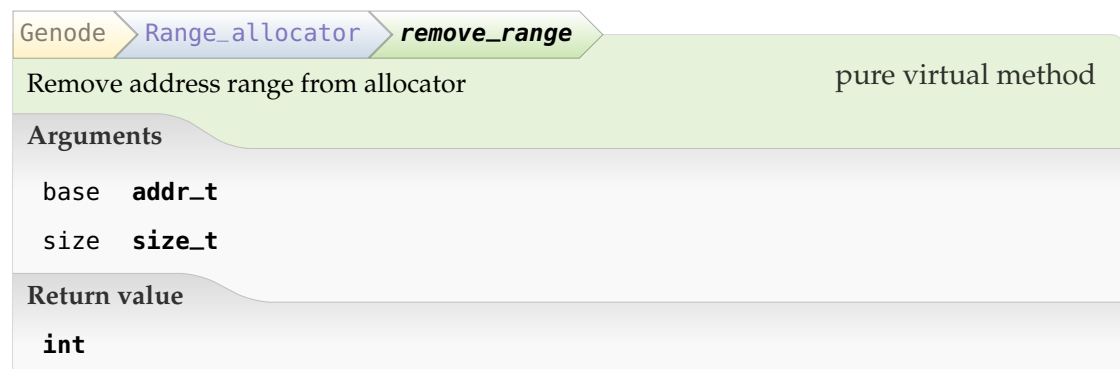 Genode Range_allocator remove_range
Remove address range from allocator pure virtual method
Arguments
base addr_t
size size_t
Return value
int